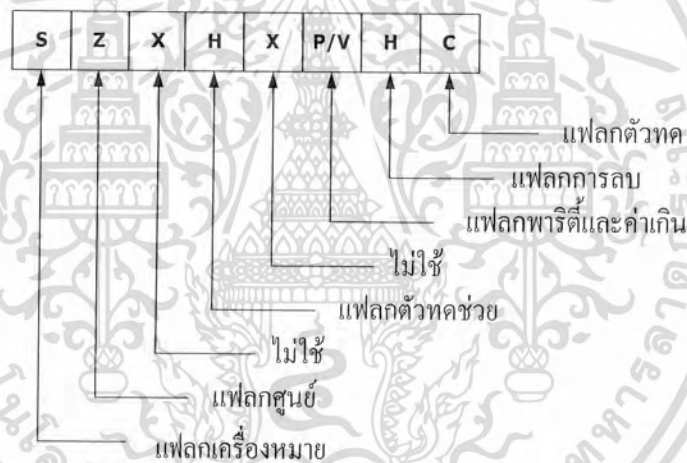 S Z X H X P/V H C
แฟลกตัวทด
แฟลกการลบ
แฟลกพาริตี้และค่าเกิน
ไม่ใช้
แฟลกตัวทดช่วย
ไม่ใช้
แฟลกศูนย์
แฟลกเครื่องหมาย